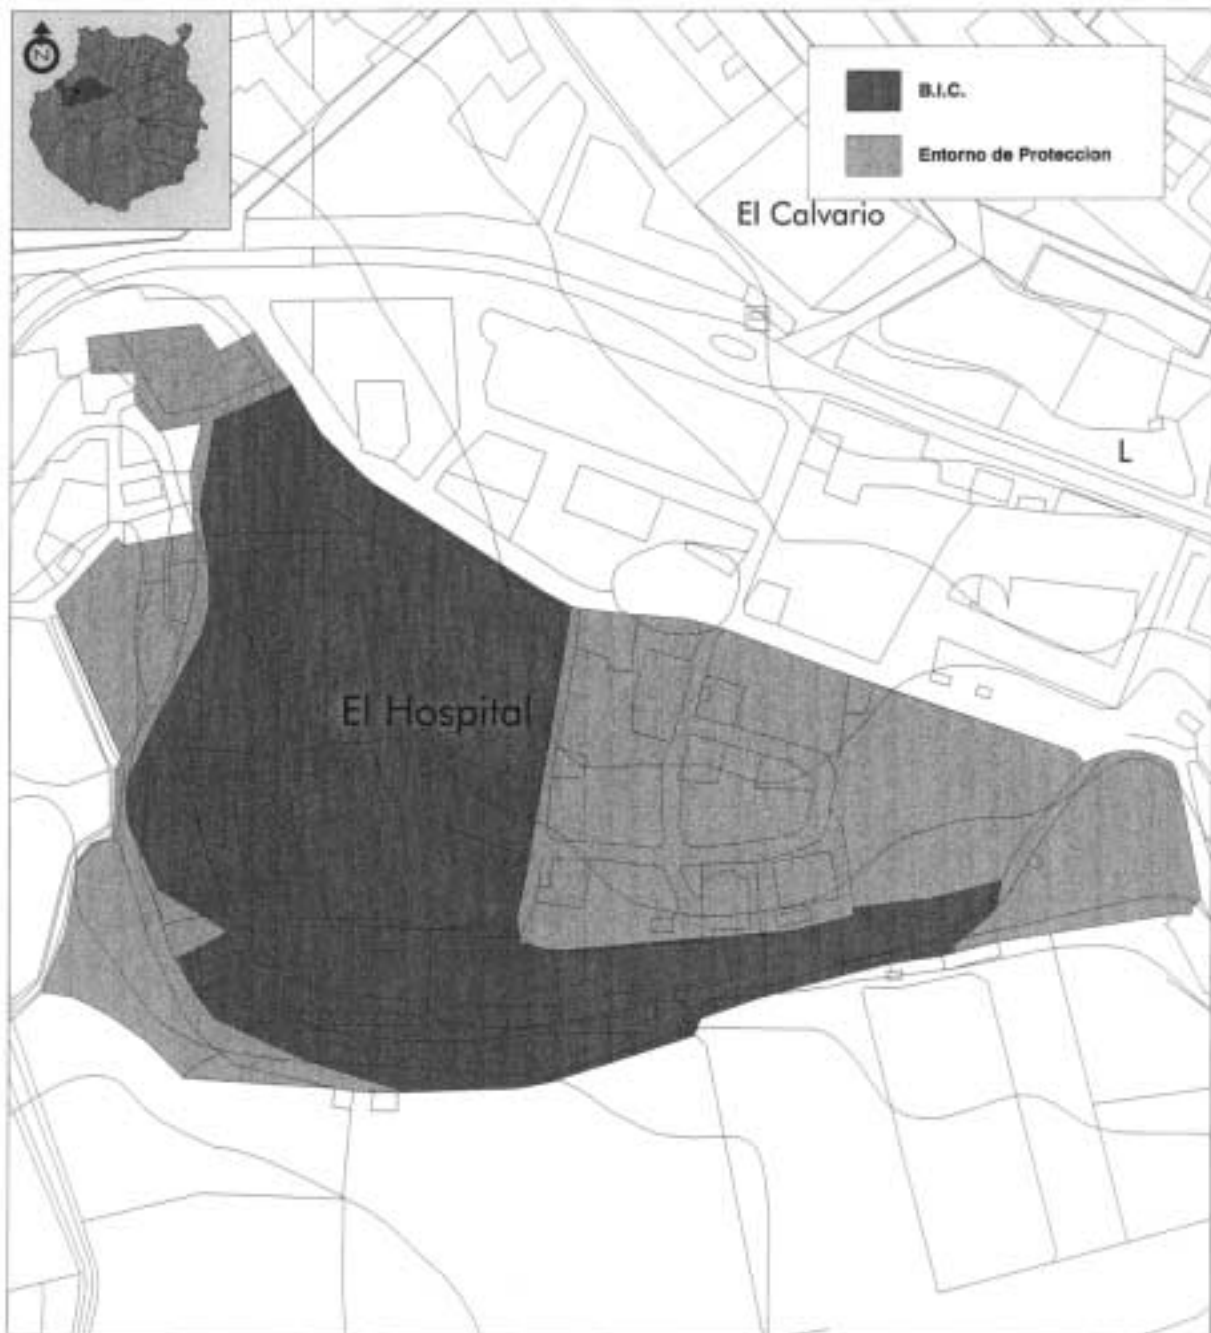 N
B.I.C.
Entorno de Proteccion
El Calvario
L
El Hospital